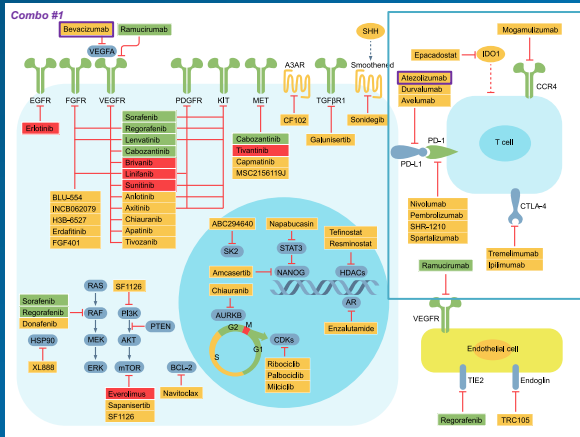 Combo #1
Bevacizumab
Ramucirumab
VEGFA
SHH
A3AR
Smoothened
EGFR
FGFR
VEGFR
PDGFR
KIT
MET
TGFβR1
CF102
Sonidegib
Erlotinib
Galunisertib
Sorafenib
Regorafenib
Lenvatinib
Cabozantinib
Brivanib
Linifanib
Sunitinib
Anlotinib
Axitinib
Chiauranib
Apatinib
Tivozanib
Cabozantinib
Tivantinib
Capmatinib
MSC2156119J
BLU-554
INCB062079
H3B-6527
Erdafitinib
FGF401
Mogamulizumab
Epacadostat
IDO1
CCR4
Atezolizumab
Durvalumab
Avelumab
PD-1
PD-L1
T cell
CTLA-4
Nivolumab
Pembrolizumab
SHR-1210
Spartalizumab
Tremelimumab
Ipilimumab
Ramucirumab
VEGFR
Endothelial cell
TIE2
Endoglin
Regorafenib
TRC105
ABC294640
Napabucasin
SK2
STAT3
Tefinostat
Resminostat
Amcasertib
NANOG
HDACs
Chiauranib
AR
AURKB
Enzalutamide
G2
M
S
G1
CDKs
Ribociclib
Palbocidib
Milciclib
Sorafenib
Regorafenib
Donafenib
RAS
SF1126
RAF
PI3K
PTEN
HSP90
MEK
AKT
XL888
ERK
mTOR
BCL-2
Everolimus
Sapanisertib
SF1126
Navitoclax